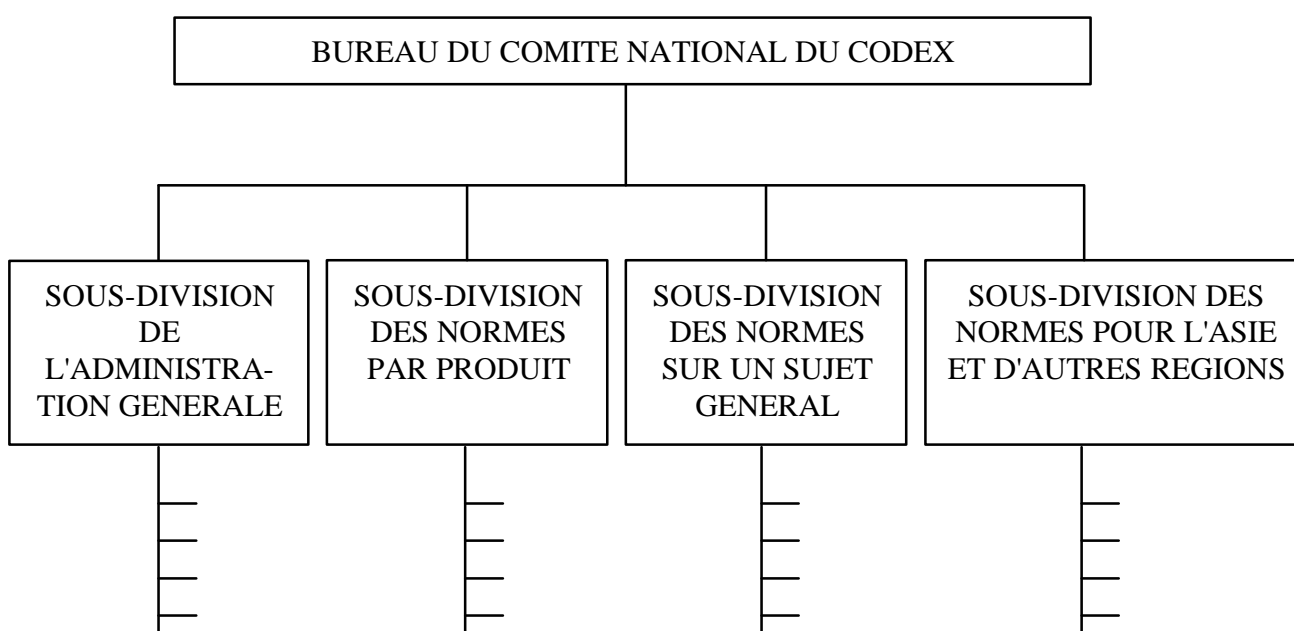 BUREAU DU COMITE NATIONAL DU CODEX
SOUS-DIVISION
DE
L'ADMINISTRA-
TION GENERALE
SOUS-DIVISION
DES NORMES
PAR PRODUIT
SOUS-DIVISION
DES NORMES
SUR UN SUJET
GENERAL
SOUS-DIVISION DES
NORMES POUR L'ASIE
ET D'AUTRES REGIONS